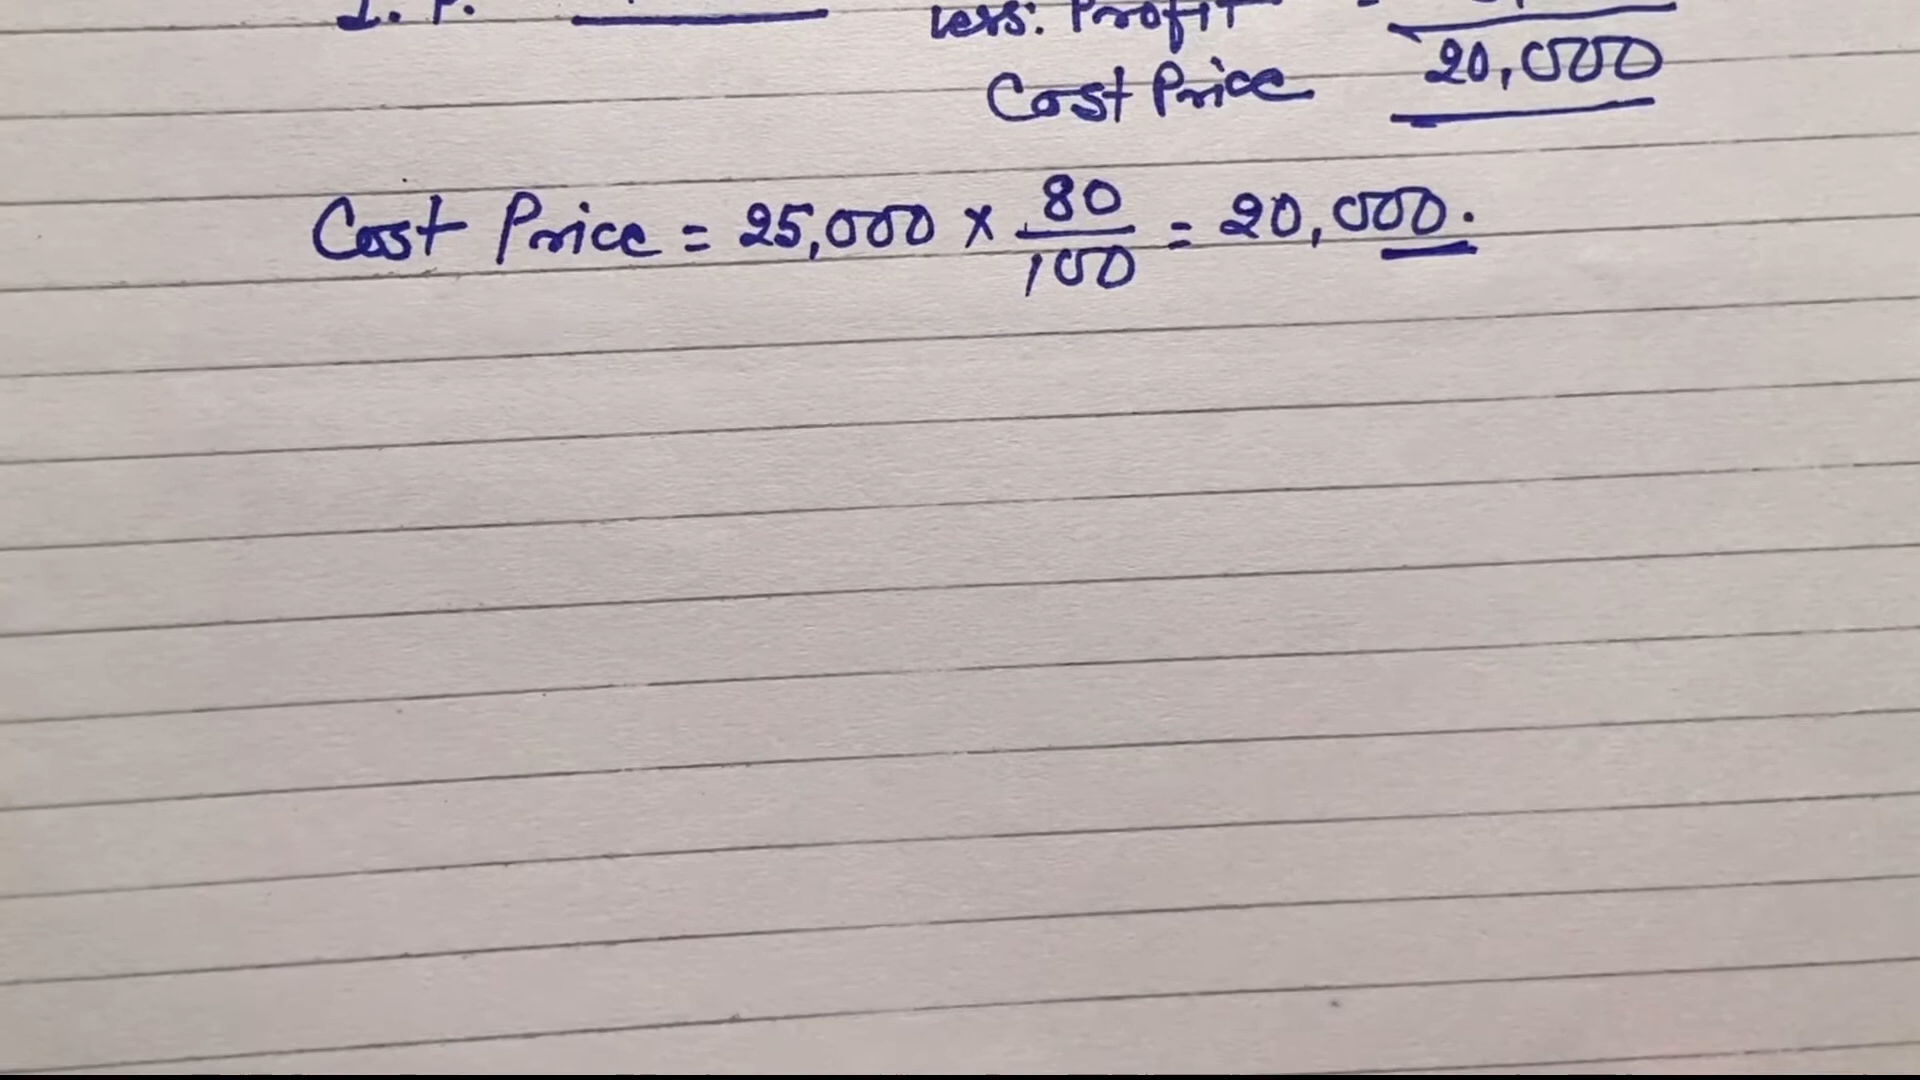 I. P.
Less: Profit
Cost Price 20,000
Cost Price = 25,000 × 80/100 = 20,000.